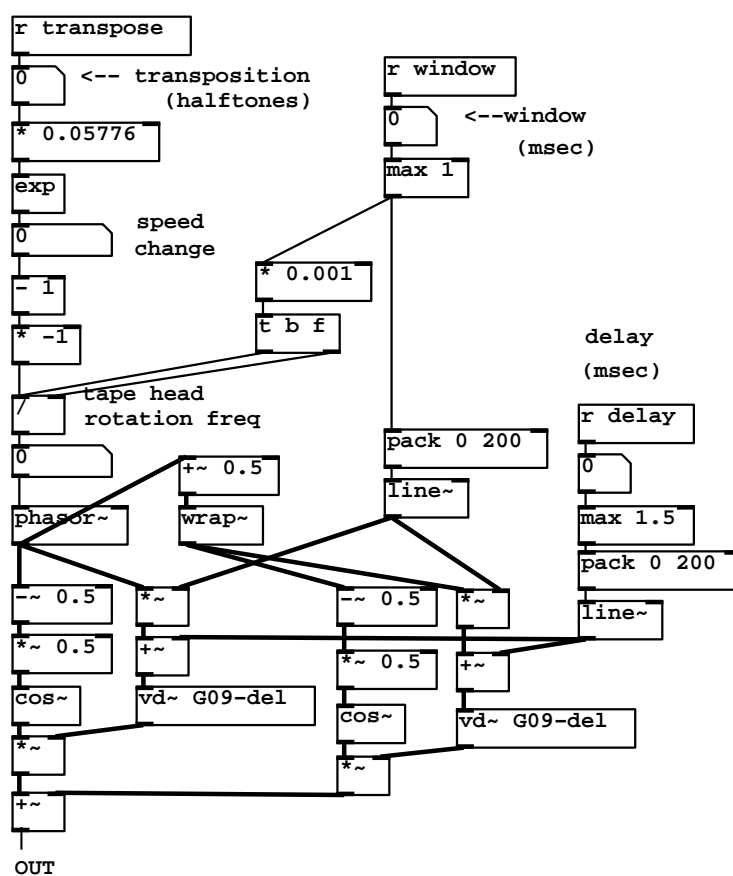 r transpose
0
<-- transposition
(halftones)
* 0.05776
exp
0
speed
change
- 1
* -1
/
tape head
rotation freq
0
phasor~
r window
0
<--window
(msec)
max 1
* 0.001
t b f
pack 0 200
line~
delay
(msec)
r delay
0
max 1.5
pack 0 200
line~
+~ 0.5
wrap~
-~ 0.5
*~ 0.5
cos~
*~
+~
OUT
*~
+~
vd~ G09-del
-~ 0.5
*~ 0.5
cos~
*~
*~
+~
vd~ G09-del